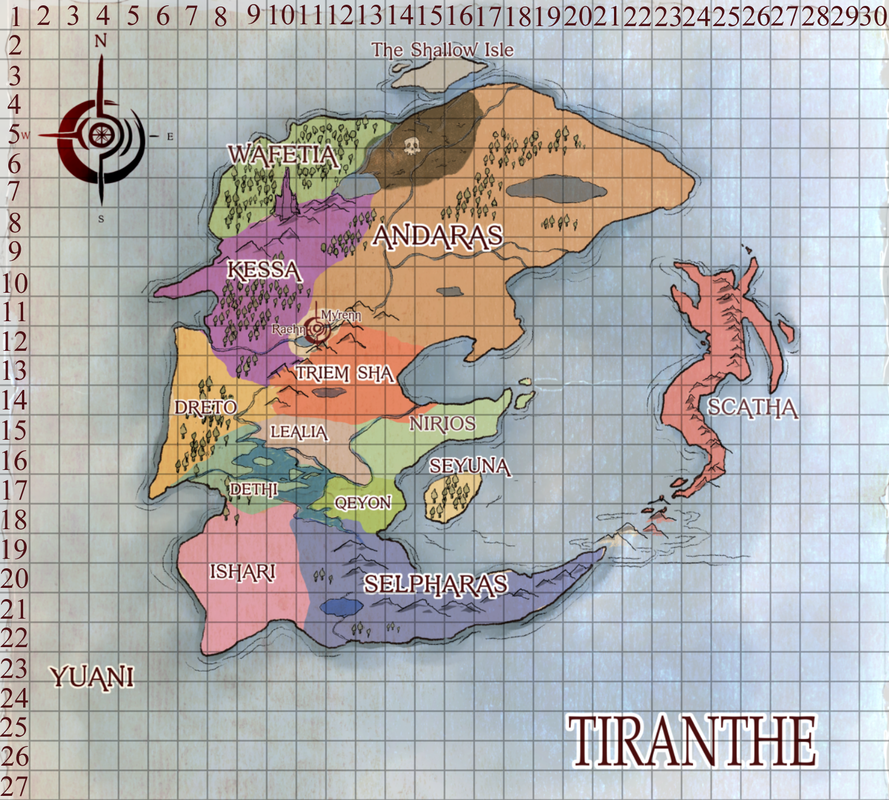 1 2 3 4 5 6 7 8 9 10 11 12 13 14 15 16 17 18 19 20 21 22 23 24 25 26 27 28 29 30
2
3
4
5
6
7
8
9
10
11
12
13
14
15
16
17
18
19
20
21
22
23
24
25
26
27
N
W
E
S
The Shallow Isle
WAFETIA
ANDARAS
KESSA
Myrenn
Raehn
TRIEM SHA
DRETO
SCATHA
NIRIOS
LEALIA
SEYUNA
DETHI
QEYON
ISHARI
SELPHARAS
YUANI
TIRANTHE